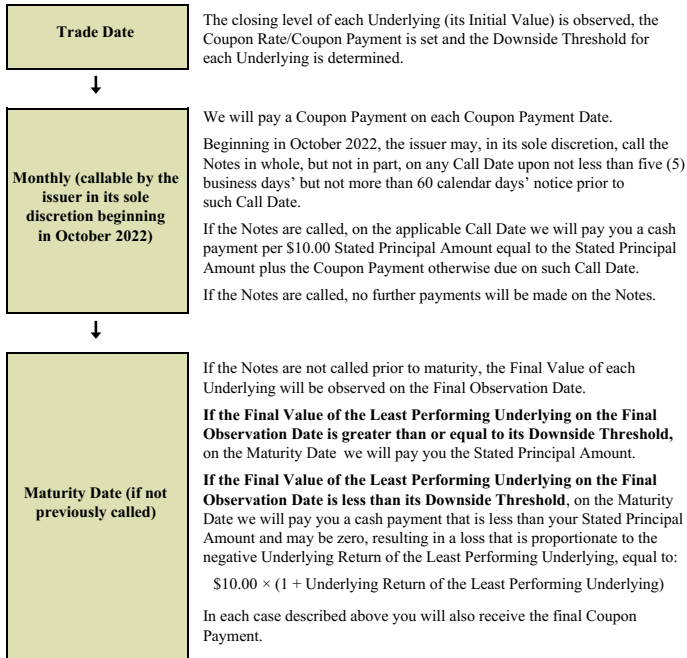 Trade Date
The closing level of each Underlying (its Initial Value) is observed, the
Coupon Rate/Coupon Payment is set and the Downside Threshold for
each Underlying is determined.
Monthly (callable by the
issuer in its sole
discretion beginning
in October 2022)
We will pay a Coupon Payment on each Coupon Payment Date.
Beginning in October 2022, the issuer may, in its sole discretion, call the
Notes in whole, but not in part, on any Call Date upon not less than five (5)
business days’ but not more than 60 calendar days’ notice prior to
such Call Date.
If the Notes are called, on the applicable Call Date we will pay you a cash
payment per $10.00 Stated Principal Amount equal to the Stated Principal
Amount plus the Coupon Payment otherwise due on such Call Date.
If the Notes are called, no further payments will be made on the Notes.
Maturity Date (if not
previously called)
If the Notes are not called prior to maturity, the Final Value of each
Underlying will be observed on the Final Observation Date.
If the Final Value of the Least Performing Underlying on the Final
Observation Date is greater than or equal to its Downside Threshold,
on the Maturity Date we will pay you the Stated Principal Amount.
If the Final Value of the Least Performing Underlying on the Final
Observation Date is less than its Downside Threshold, on the Maturity
Date we will pay you a cash payment that is less than your Stated Principal
Amount and may be zero, resulting in a loss that is proportionate to the
negative Underlying Return of the Least Performing Underlying, equal to:
$10.00 × (1 + Underlying Return of the Least Performing Underlying)
In each case described above you will also receive the final Coupon
Payment.